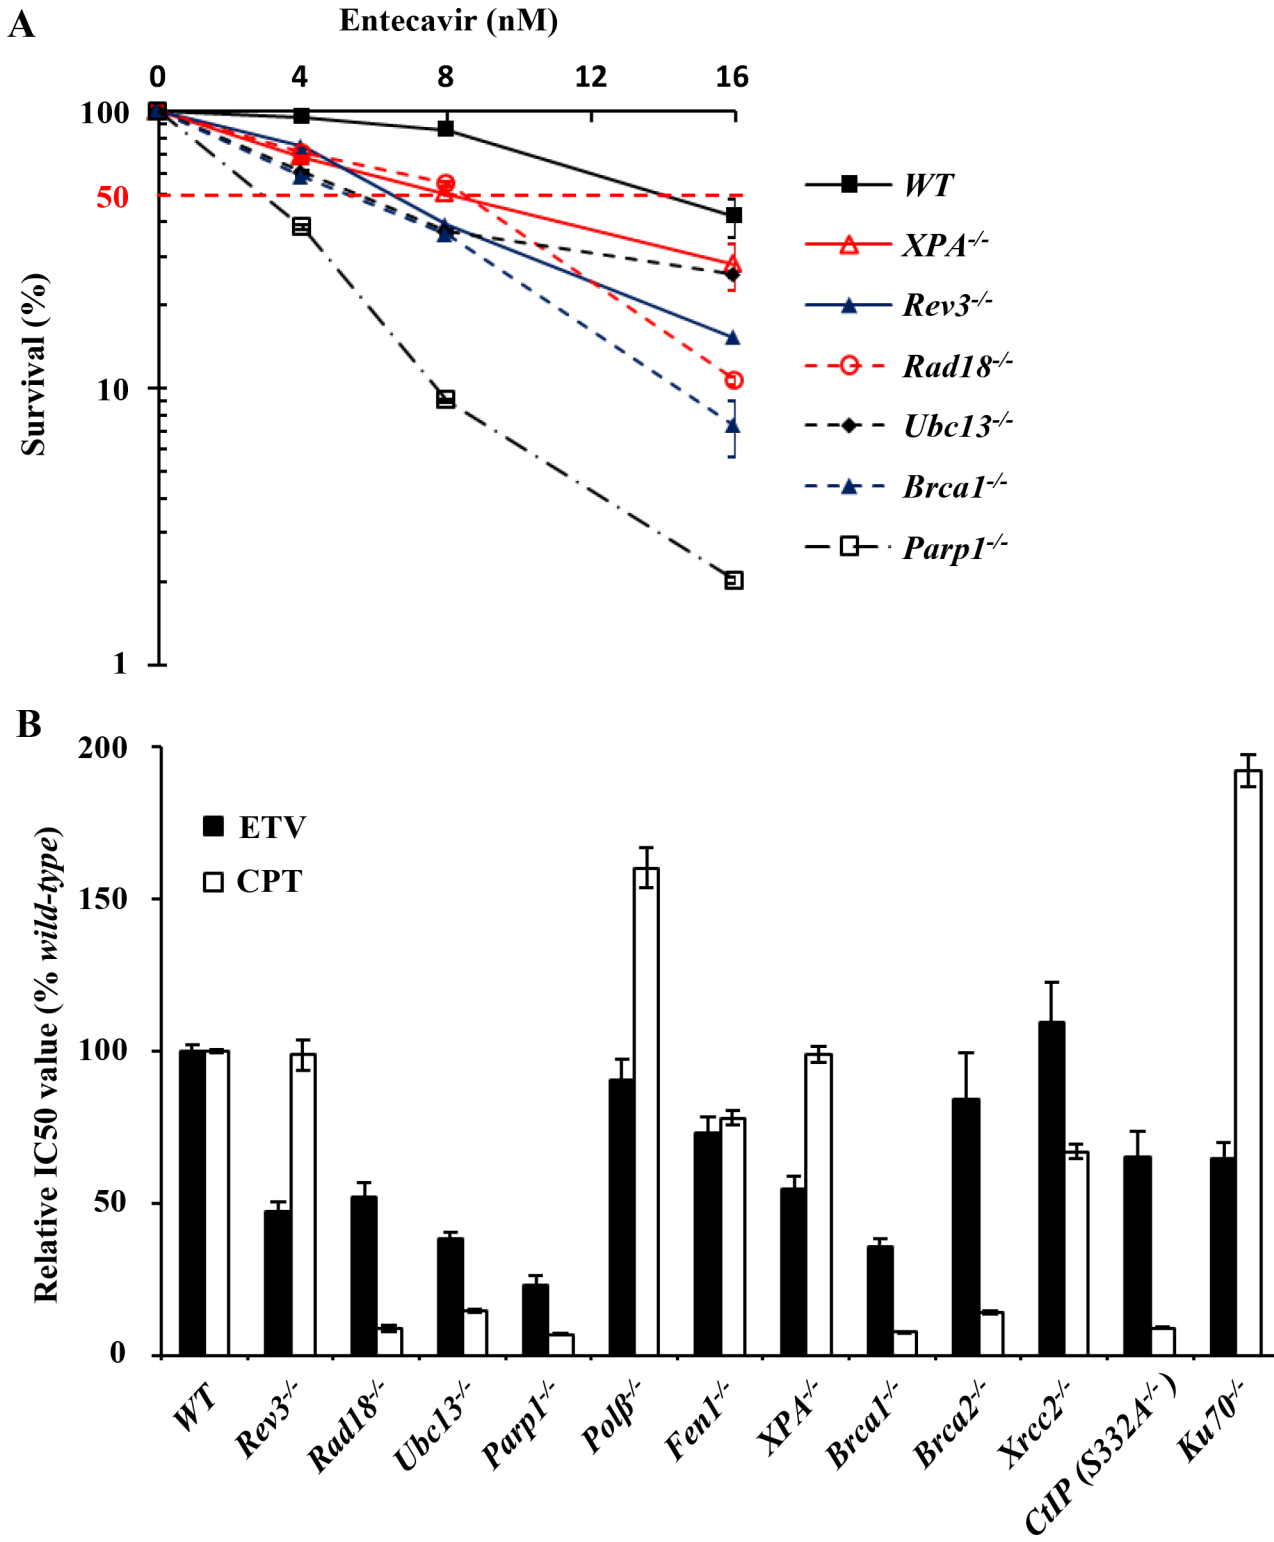 A
Entecavir (nM)
0 4 8 12 16
100
50
10
1
Survival (%)
WT
XPA-/-
Rev3-/-
Rad18-/-
Ubc13-/-
Brca1-/-
Parp1-/-
B
200
150
100
50
0
Relative IC50 value (% wild-type)
ETV
CPT
WT
Rev3-/-
Rad18-/-
Ubc13-/-
Parp1-/-
Polβ-/-
Fen1-/-
XPA-/-
Brca1-/-
Brca2-/-
Xrcc2-/-
CtIP (S332A-/-)
Ku70-/-